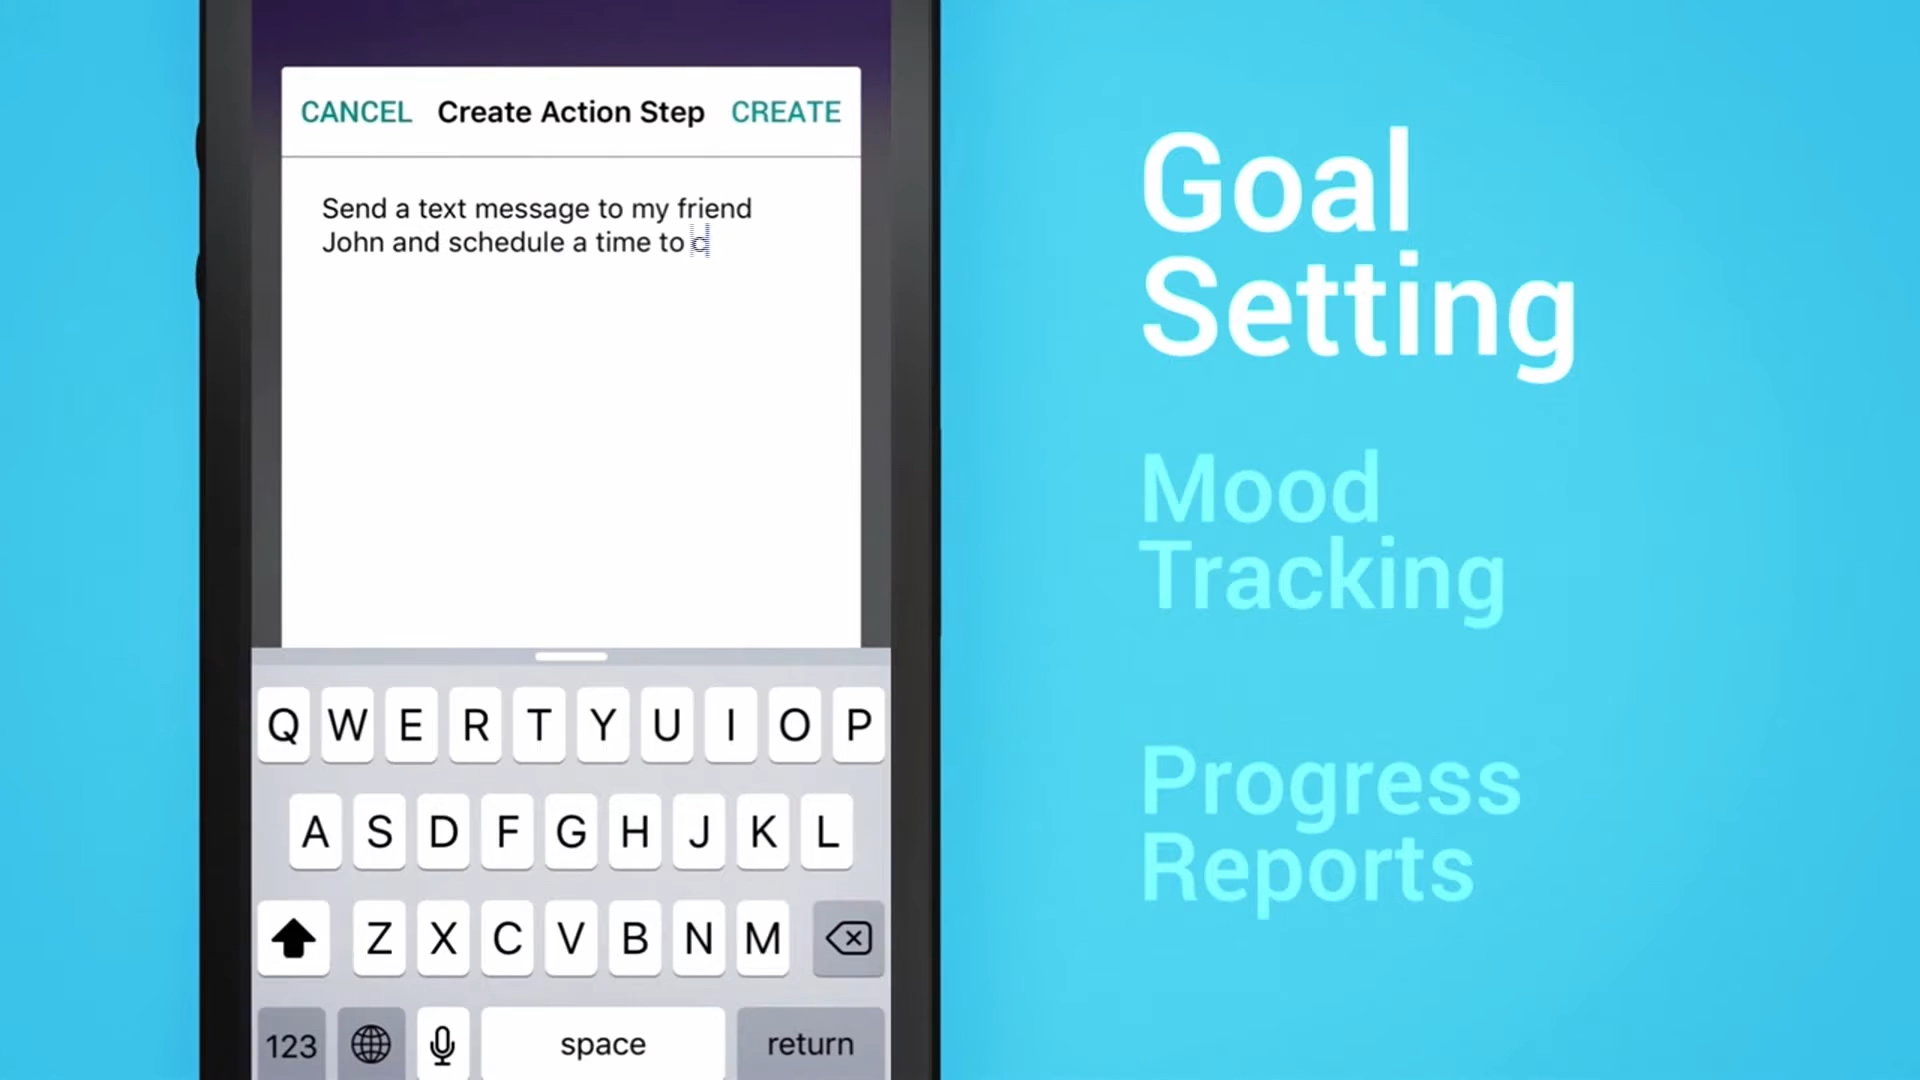 CANCEL Create Action Step CREATE
Send a text message to my friend
John and schedule a time to c
Q W E R T Y U I O P
A S D F G H J K L
Z X C V B N M
123 space return
Goal
Setting
Mood
Tracking
Progress
Reports